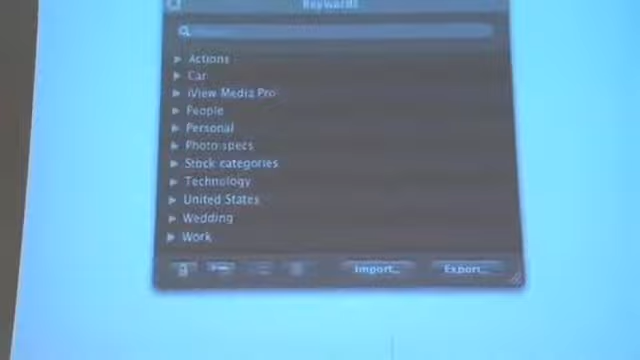 Keywords
Actions
Car
iView Media Pro
People
Personal
Photo specs
Stock categories
Technology
United States
Wedding
Work
Import...
Export...